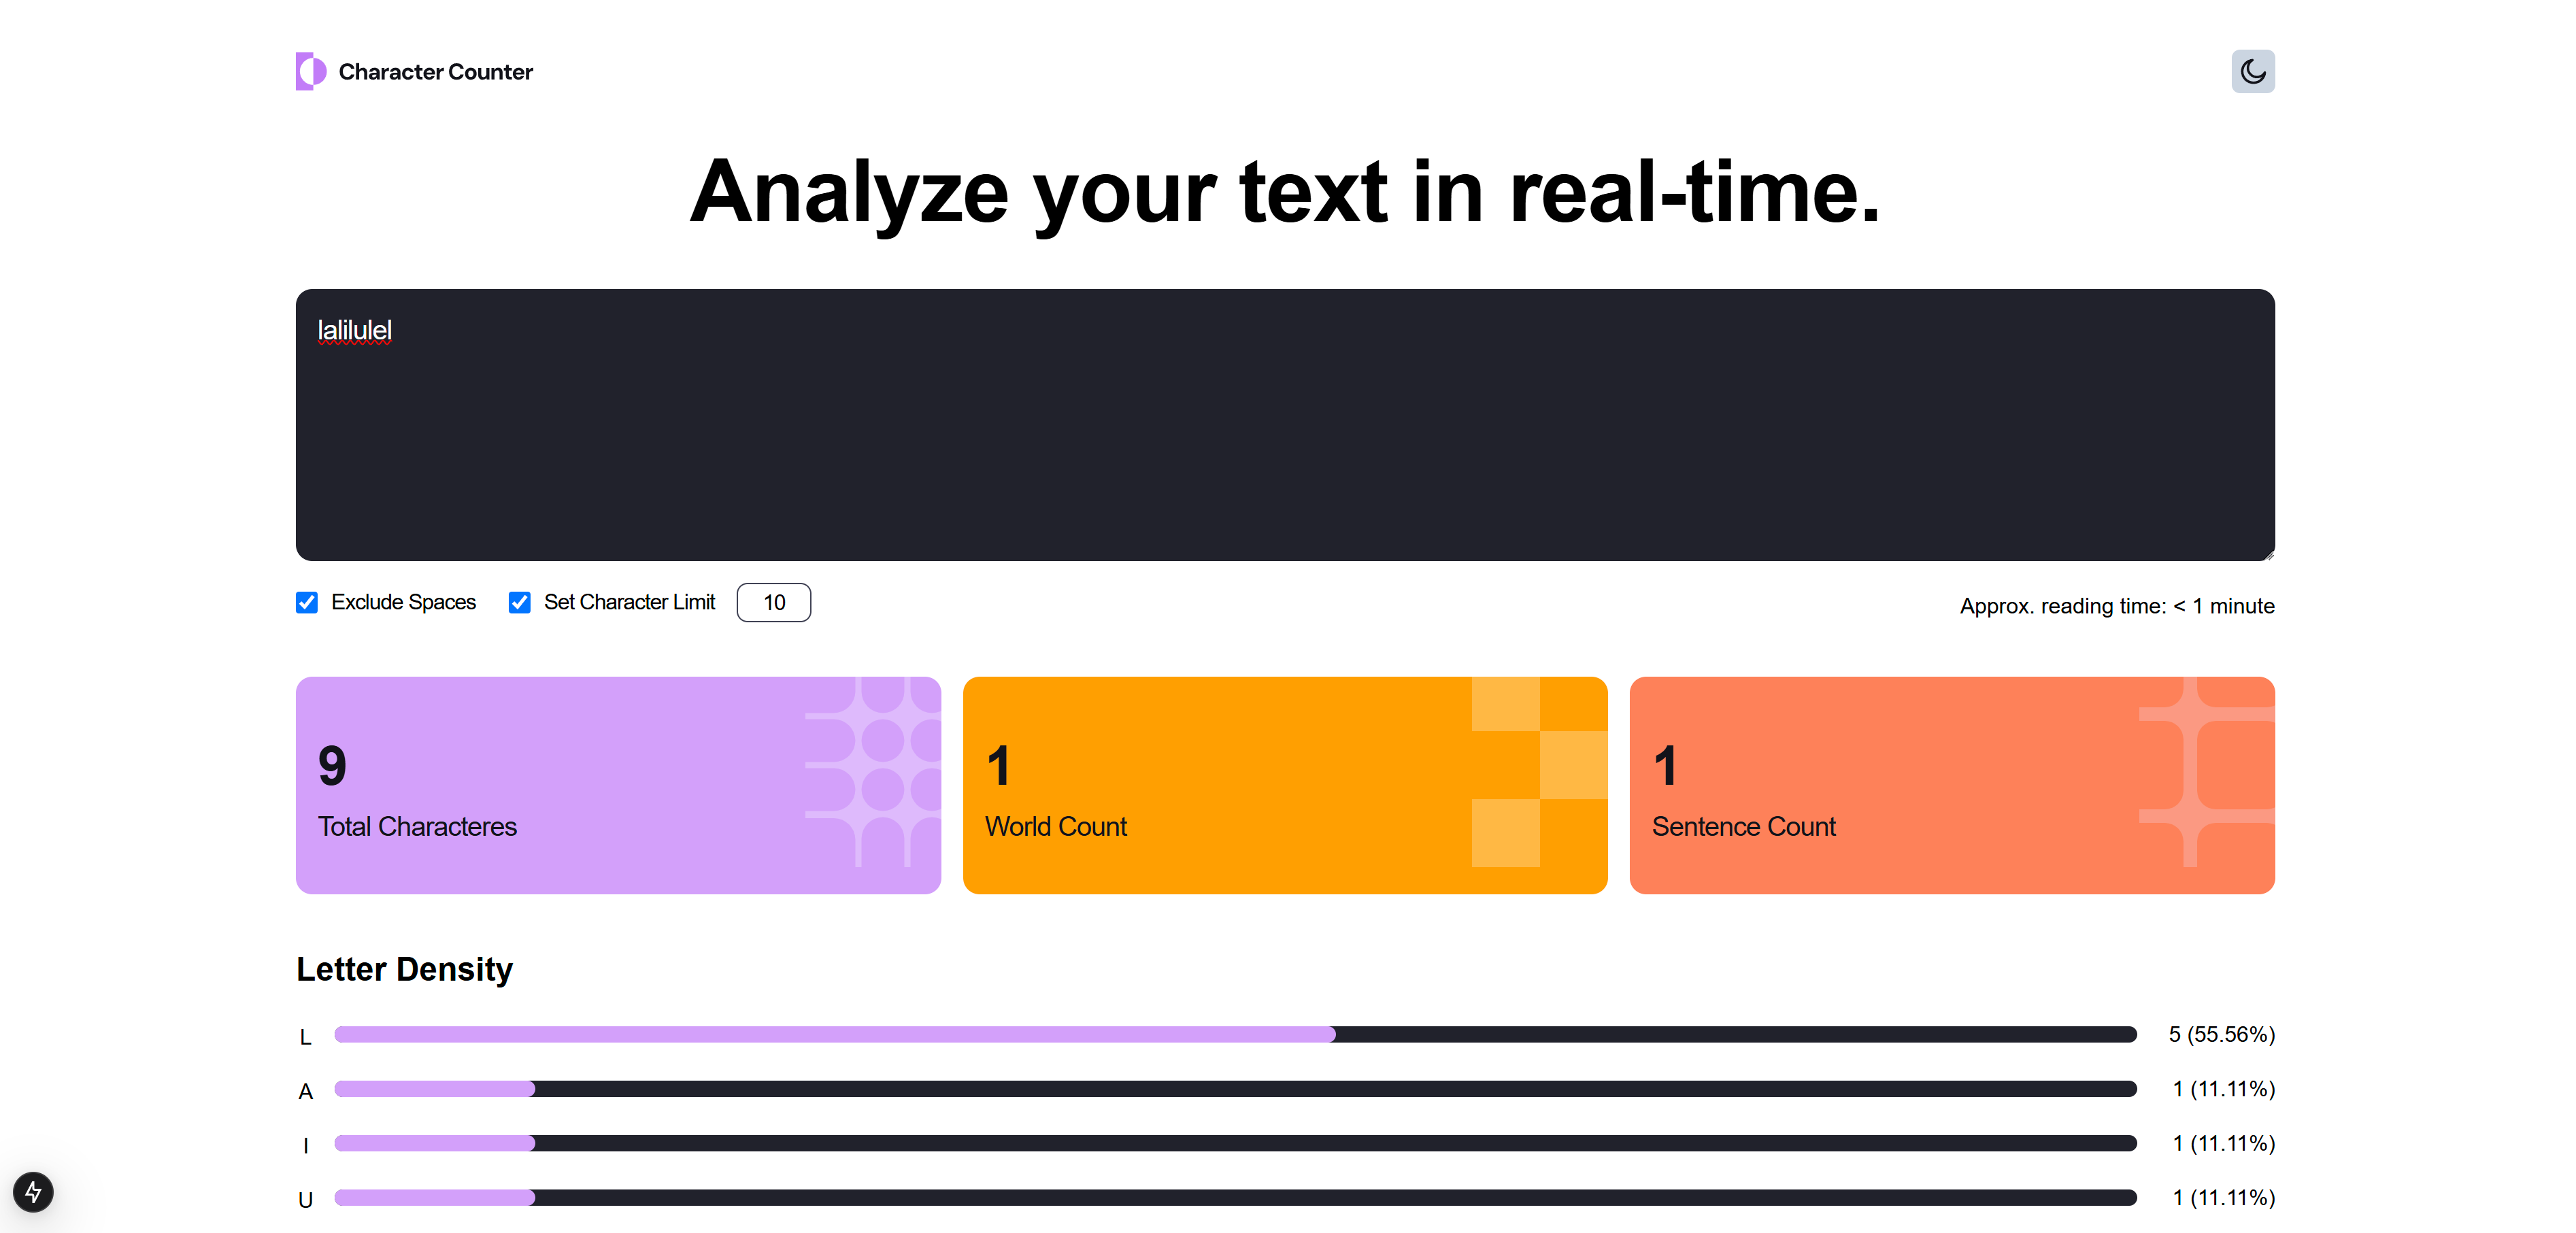 Character Counter
Analyze your text in real-time.
lalilulel
Exclude Spaces Set Character Limit 10 Approx. reading time: < 1 minute
9 1 1
Total Characteres World Count Sentence Count
Letter Density
L 5 (55.56%)
A 1 (11.11%)
I 1 (11.11%)
U 1 (11.11%)